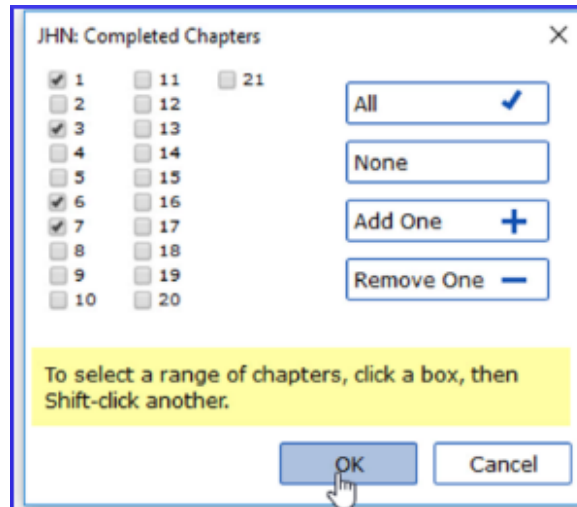 JHN: Completed Chapters
1 11 21
2 12
3 13
4 14
5 15
6 16
7 17
8 18
9 19
10 20
All
None
Add One
Remove One
To select a range of chapters, click a box, then
Shift-click another.
OK Cancel